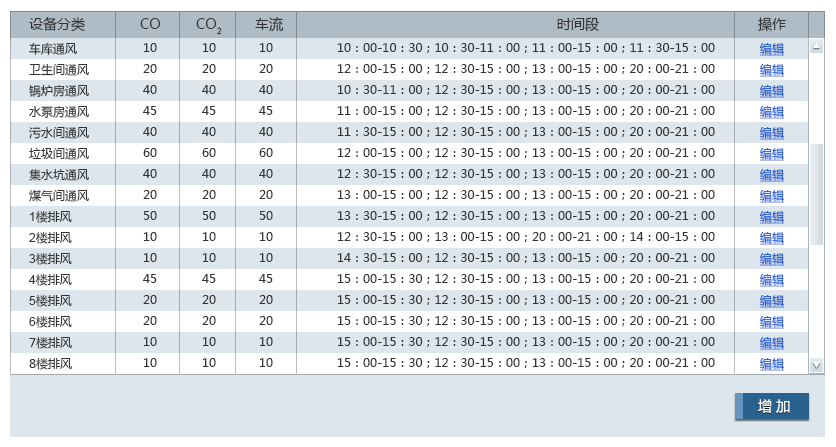 设备分类 CO CO2 车流 时间段 操作
车库通风 10 10 10 10：00-10：30；10：30-11：00；11：00-15：00；11：30-15：00 编辑
卫生间通风 20 20 20 12：00-15：00；12：30-15：00；13：00-15：00；20：00-21：00 编辑
锅炉房通风 40 40 40 10：30-11：00；12：30-15：00；13：00-15：00；20：00-21：00 编辑
水泵房通风 45 45 45 11：00-15：00；12：30-15：00；13：00-15：00；20：00-21：00 编辑
污水间通风 40 40 40 11：30-15：00；12：30-15：00；13：00-15：00；20：00-21：00 编辑
垃圾间通风 60 60 60 12：00-15：00；12：30-15：00；13：00-15：00；20：00-21：00 编辑
集水坑通风 40 40 40 12：30-15：00；12：30-15：00；13：00-15：00；20：00-21：00 编辑
煤气间通风 20 20 20 13：00-15：00；12：30-15：00；13：00-15：00；20：00-21：00 编辑
1楼排风 50 50 50 13：30-15：00；12：30-15：00；13：00-15：00；20：00-21：00 编辑
2楼排风 10 10 10 12：30-15：00；13：00-15：00；20：00-21：00；14：00-15：00 编辑
3楼排风 10 10 10 14：30-15：00；12：30-15：00；13：00-15：00；20：00-21：00 编辑
4楼排风 45 45 45 15：00-15：30；12：30-15：00；13：00-15：00；20：00-21：00 编辑
5楼排风 20 20 20 15：00-15：30；12：30-15：00；13：00-15：00；20：00-21：00 编辑
6楼排风 20 20 20 15：00-15：30；12：30-15：00；13：00-15：00；20：00-21：00 编辑
7楼排风 10 10 10 15：00-15：30；12：30-15：00；13：00-15：00；20：00-21：00 编辑
8楼排风 10 10 10 15：00-15：30；12：30-15：00；13：00-15：00；20：00-21：00 编辑
增 加